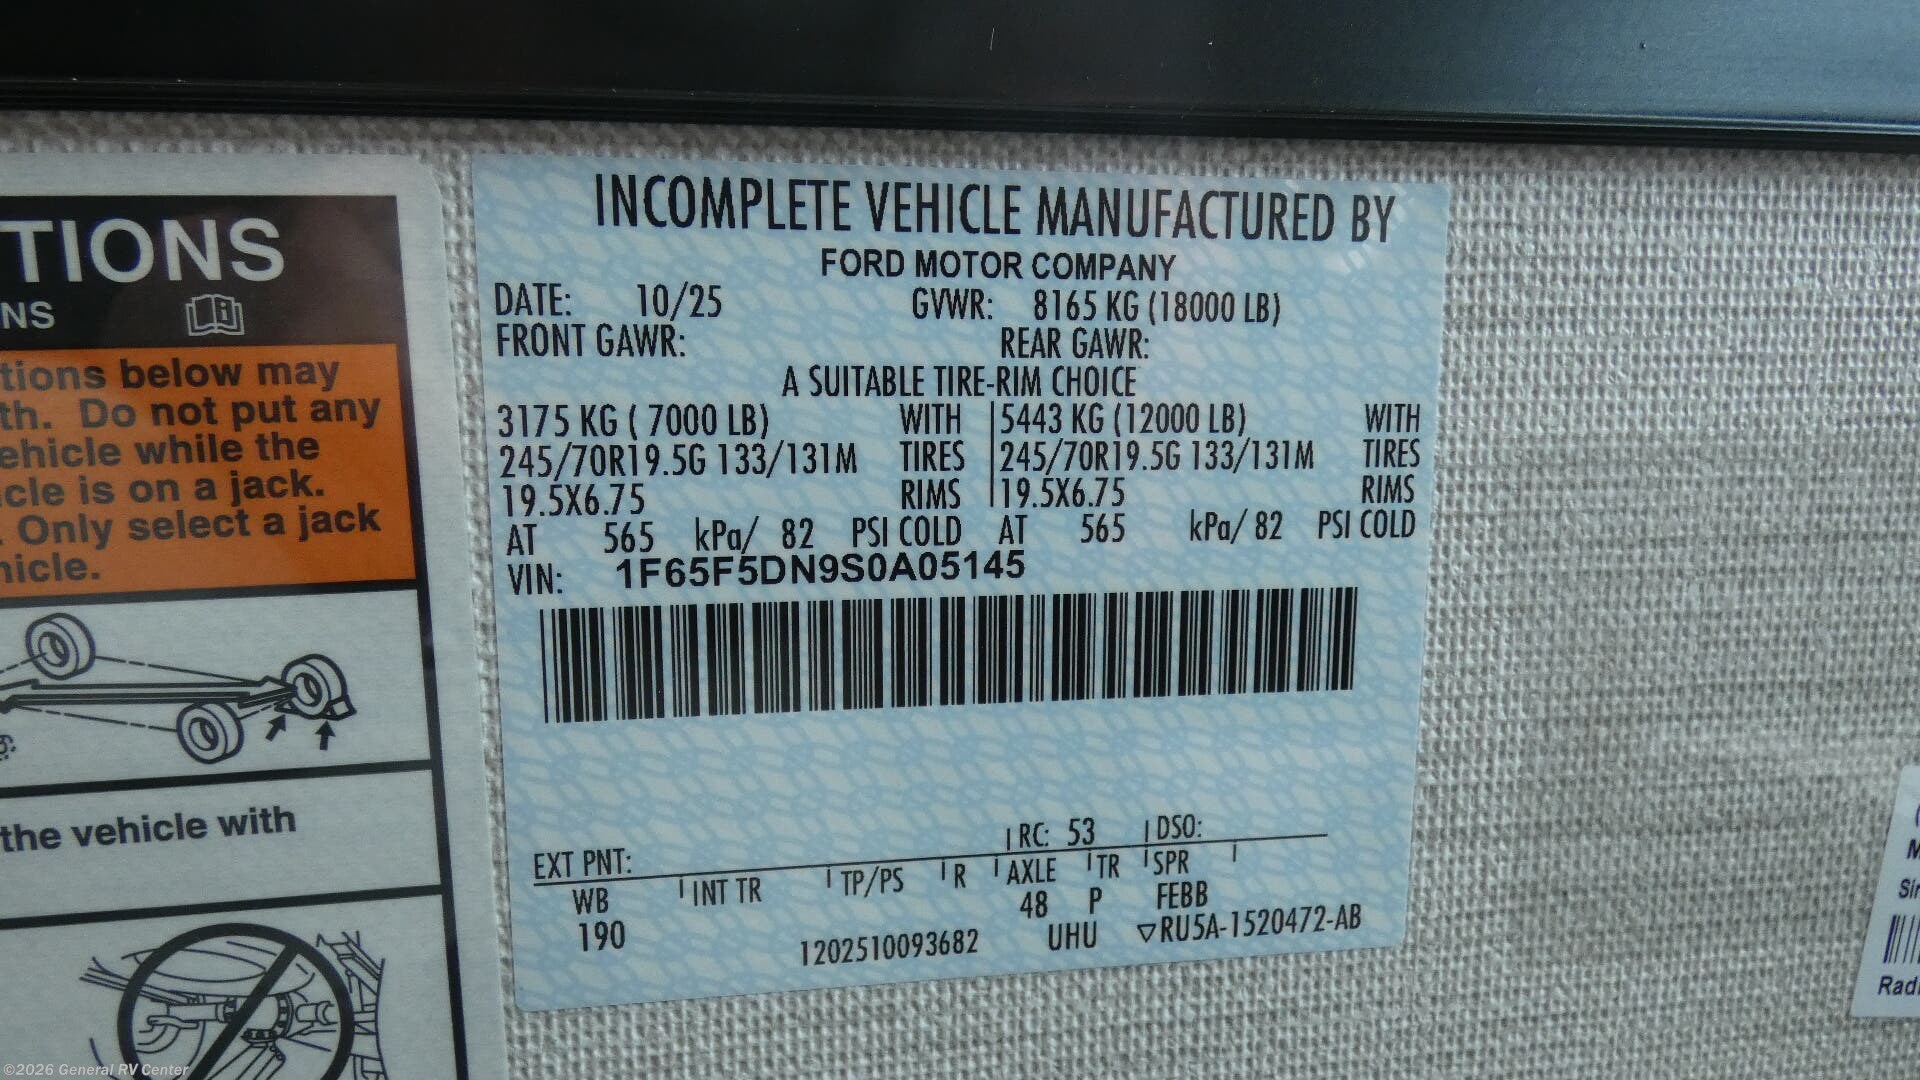 TIONS
NS
tions below may
th. Do not put any
ehicle while the
cle is on a jack.
. Only select a jack
hicle.
the vehicle with
INCOMPLETE VEHICLE MANUFACTURED BY
FORD MOTOR COMPANY
DATE: 10/25 GVWR: 8165 KG (18000 LB)
FRONT GAWR: REAR GAWR:
A SUITABLE TIRE-RIM CHOICE
3175 KG ( 7000 LB) WITH 5443 KG (12000 LB) WITH
245/70R19.5G 133/131M TIRES 245/70R19.5G 133/131M TIRES
19.5X6.75 RIMS 19.5X6.75 RIMS
AT 565 kPa/ 82 PSI COLD AT 565 kPa/ 82 PSI COLD
VIN: 1F65F5DN9S0A05145
RC: 53 DSO:
EXT PNT:
WB INT TR TP/PS R AXLE TR SPR
190 48 P FEBB
1202510093682 UHU ▽RU5A-1520472-AB
Sir
Radi
©2026 General RV Center